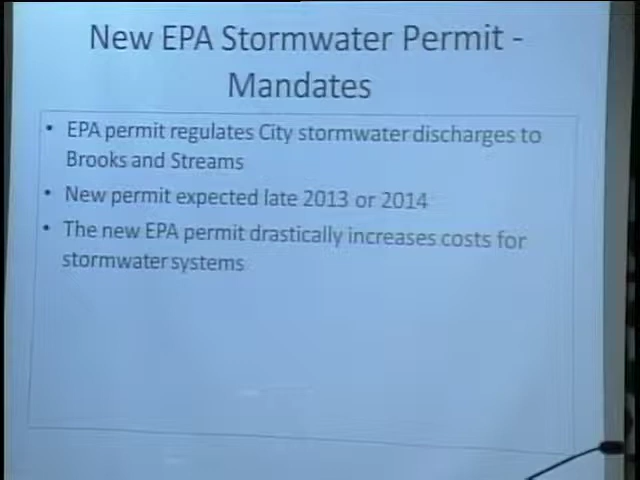 New EPA Stormwater Permit -
Mandates
• EPA permit regulates City stormwater discharges to
Brooks and Streams
• New permit expected late 2013 or 2014
• The new EPA permit drastically increases costs for
stormwater systems